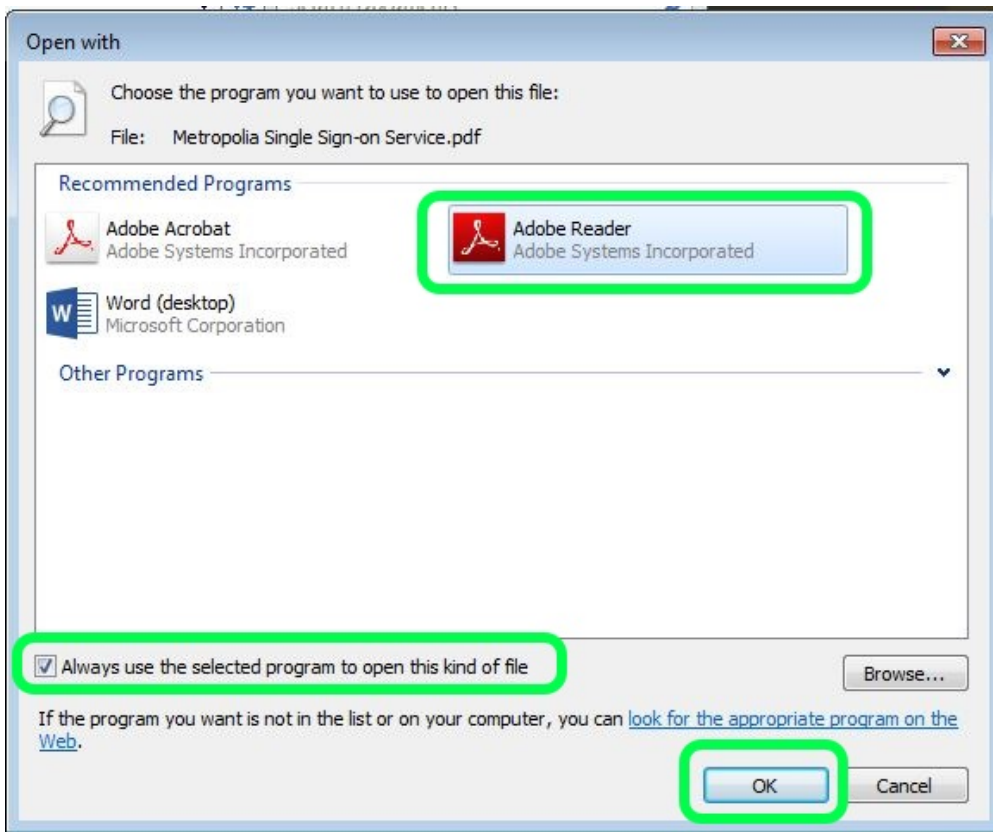 Open with
Choose the program you want to use to open this file:
File: Metropolia Single Sign-on Service.pdf
Recommended Programs
Adobe Acrobat
Adobe Systems Incorporated
Adobe Reader
Adobe Systems Incorporated
Word (desktop)
Microsoft Corporation
Other Programs
Always use the selected program to open this kind of file
Browse...
If the program you want is not in the list or on your computer, you can look for the appropriate program on the
Web.
OK
Cancel